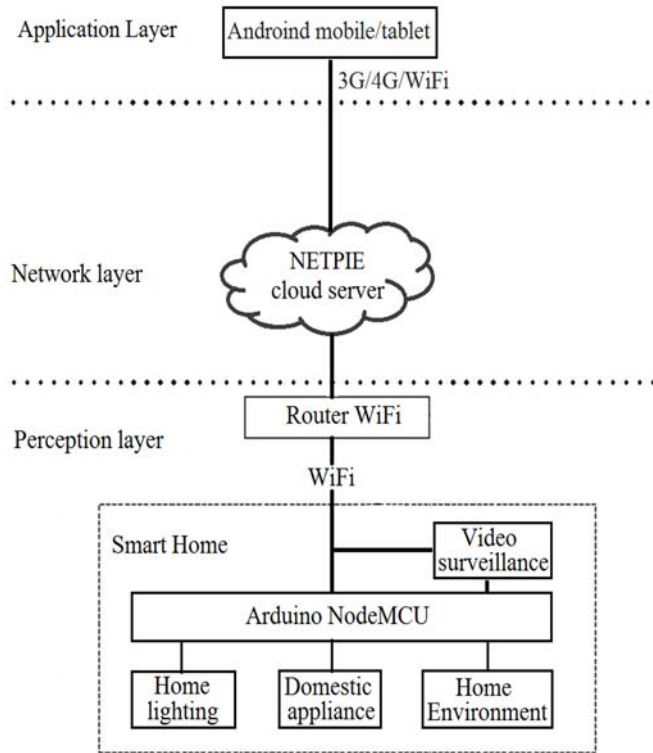 Application Layer
Androind mobile/tablet
3G/4G/WiFi
Network layer
NETPIE
cloud server
Router WiFi
Perception layer
WiFi
Smart Home
Video
surveillance
Arduino NodeMCU
Home
lighting
Domestic
appliance
Home
Environment